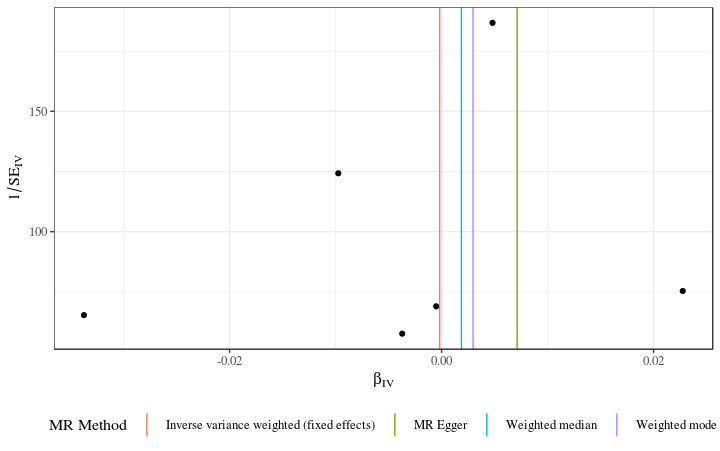 150
100
1/SE_IV
-0.02 0.00 0.02
β_IV
MR Method Inverse variance weighted (fixed effects) MR Egger Weighted median Weighted mode